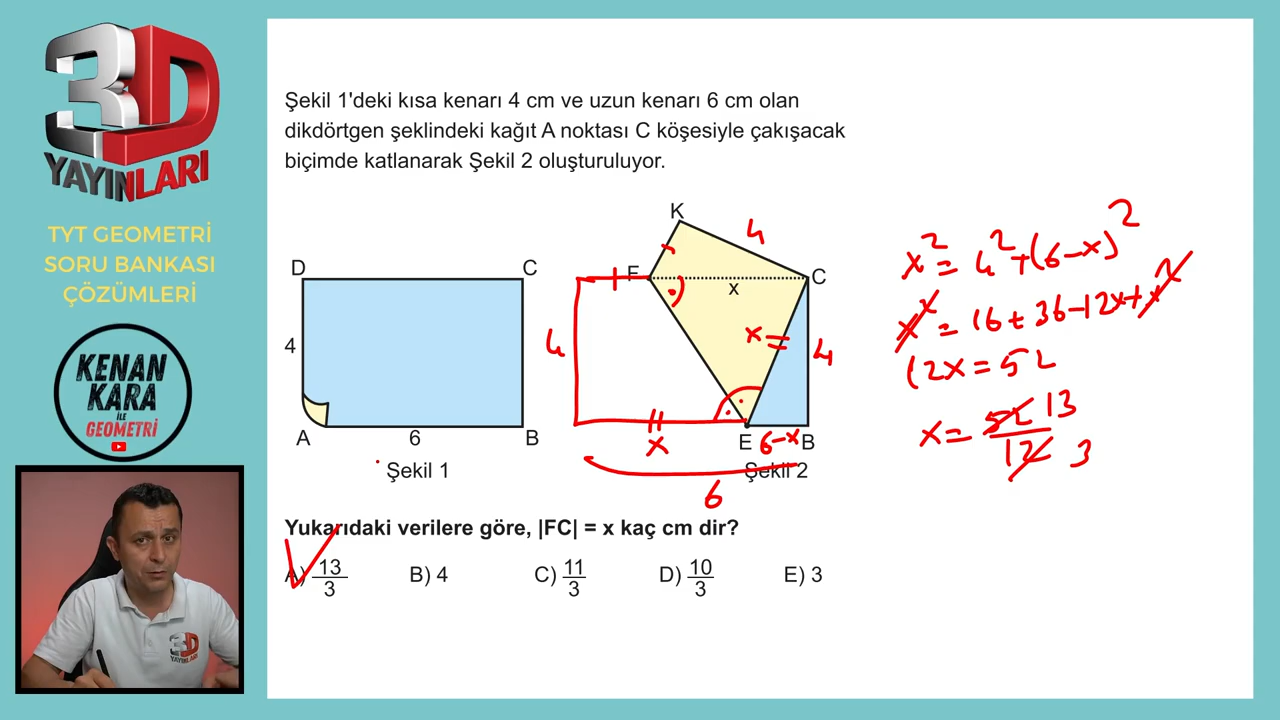 3D
YAYINLARI
TYT GEOMETRİ
SORU BANKASI
ÇÖZÜMLERİ
KENAN
KARA
İLE
GEOMETRİ
Şekil 1'deki kısa kenarı 4 cm ve uzun kenarı 6 cm olan
dikdörtgen şeklindeki kağıt A noktası C köşesiyle çakışacak
biçimde katlanarak Şekil 2 oluşturuluyor.
D C
4
A 6 B
Şekil 1
K
4
F C
x
4 x 4
E 6-x B
x
Şekil 2
6
x² = 4² + (6-x)²
x² = 16 + 36 - 12x + x²
12x = 52
x = 52 13
12 3
Yukarıdaki verilere göre, |FC| = x kaç cm dir?
A) 13/3 B) 4 C) 11/3 D) 10/3 E) 3
3D
YAYINLARI